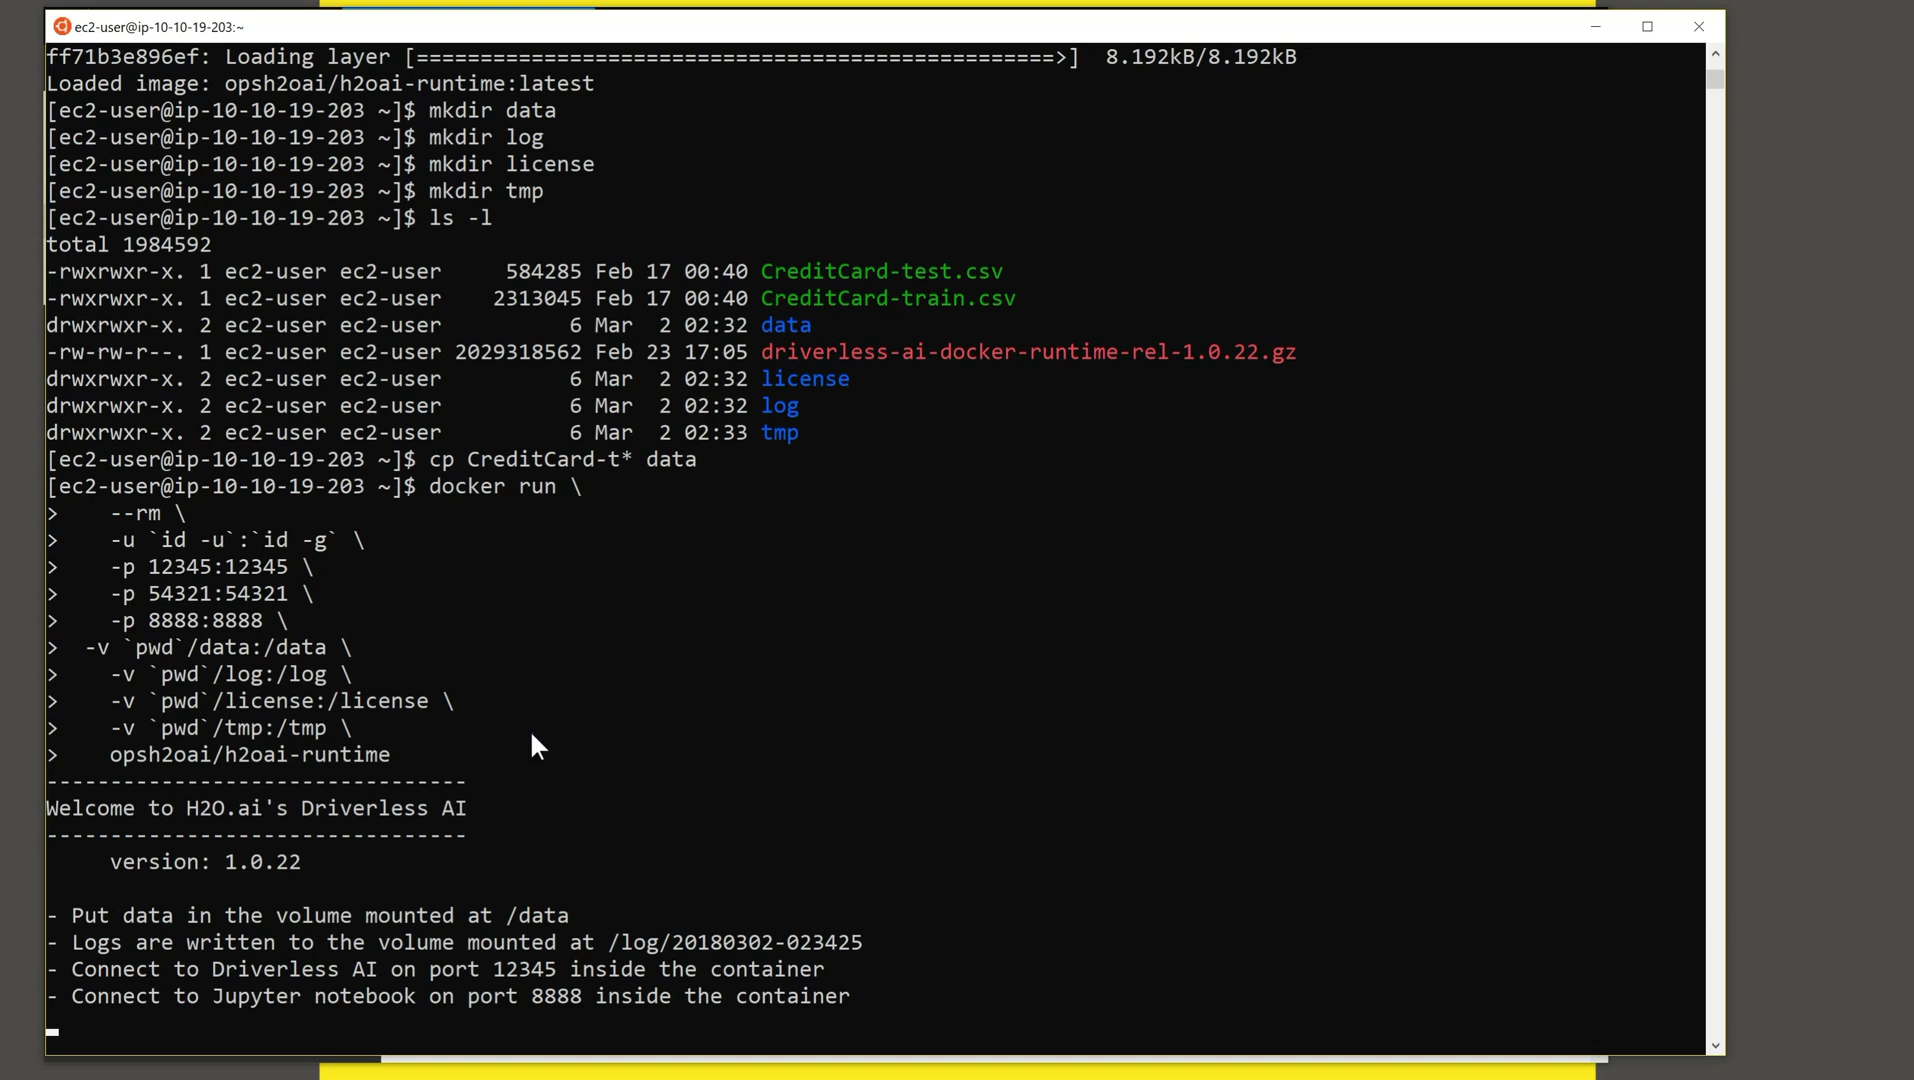 ec2-user@ip-10-10-19-203:~
ff71b3e896ef: Loading layer [==================================================>]  8.192kB/8.192kB
Loaded image: opsh2oai/h2oai-runtime:latest
[ec2-user@ip-10-10-19-203 ~]$ mkdir data
[ec2-user@ip-10-10-19-203 ~]$ mkdir log
[ec2-user@ip-10-10-19-203 ~]$ mkdir license
[ec2-user@ip-10-10-19-203 ~]$ mkdir tmp
[ec2-user@ip-10-10-19-203 ~]$ ls -l
total 1984592
-rwxrwxr-x. 1 ec2-user ec2-user     584285 Feb 17 00:40 CreditCard-test.csv
-rwxrwxr-x. 1 ec2-user ec2-user    2313045 Feb 17 00:40 CreditCard-train.csv
drwxrwxr-x. 2 ec2-user ec2-user          6 Mar  2 02:32 data
-rw-rw-r--. 1 ec2-user ec2-user 2029318562 Feb 23 17:05 driverless-ai-docker-runtime-rel-1.0.22.gz
drwxrwxr-x. 2 ec2-user ec2-user          6 Mar  2 02:32 license
drwxrwxr-x. 2 ec2-user ec2-user          6 Mar  2 02:32 log
drwxrwxr-x. 2 ec2-user ec2-user          6 Mar  2 02:33 tmp
[ec2-user@ip-10-10-19-203 ~]$ cp CreditCard-t* data
[ec2-user@ip-10-10-19-203 ~]$ docker run \
>    --rm \
>    -u `id -u`:`id -g` \
>    -p 12345:12345 \
>    -p 54321:54321 \
>    -p 8888:8888 \
>  -v `pwd`/data:/data \
>    -v `pwd`/log:/log \
>    -v `pwd`/license:/license \
>    -v `pwd`/tmp:/tmp \
>    opsh2oai/h2oai-runtime
---------------------------------
Welcome to H2O.ai's Driverless AI
---------------------------------
     version: 1.0.22
- Put data in the volume mounted at /data
- Logs are written to the volume mounted at /log/20180302-023425
- Connect to Driverless AI on port 12345 inside the container
- Connect to Jupyter notebook on port 8888 inside the container